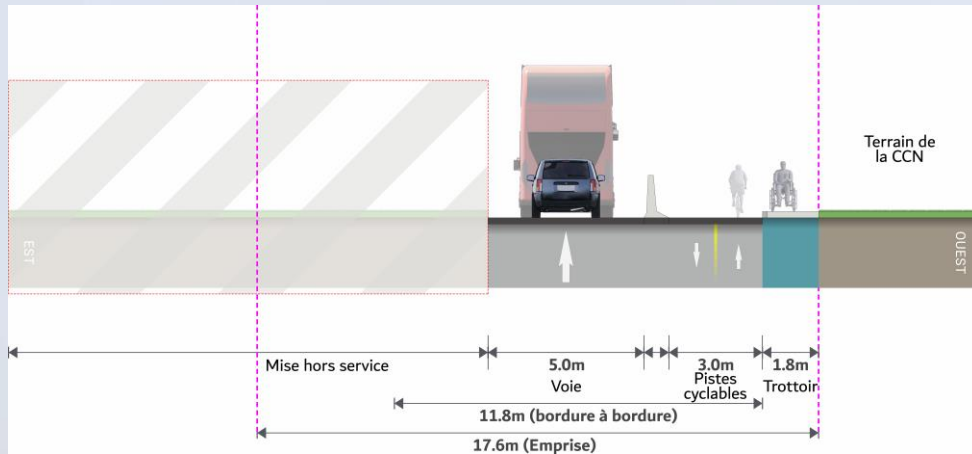 Terrain de
la CCN
EST
OUEST
Mise hors service
5.0m
Voie
3.0m
Pistes
cyclables
1.8m
Trottoir
11.8m (bordure à bordure)
17.6m (Emprise)